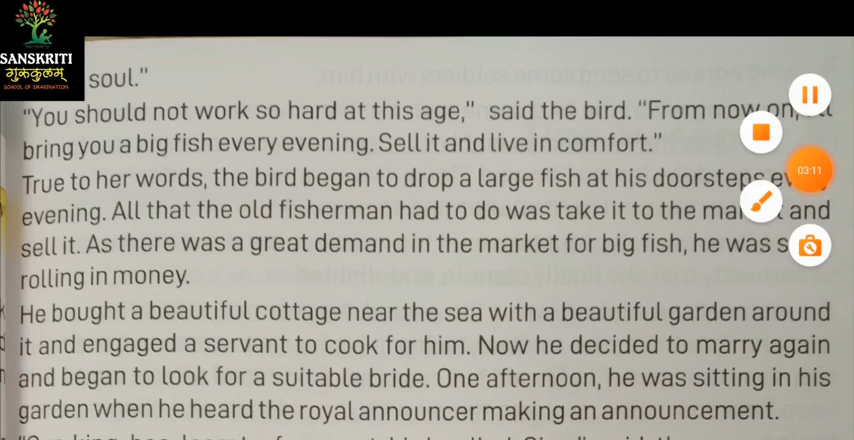 SANSKRITI
गुरुकुलम्
SCHOOL OF IMAGINATION
soul."
"You should not work so hard at this age," said the bird. "From now on,
bring you a big fish every evening. Sell it and live in comfort."
True to her words, the bird began to drop a large fish at his doorsteps
evening. All that the old fisherman had to do was take it to the and
sell it. As there was a great demand in the market for big fish, he was
rolling in money.
He bought a beautiful cottage near the sea with a beautiful garden around
it and engaged a servant to cook for him. Now he decided to marry again
and began to look for a suitable bride. One afternoon, he was sitting in his
garden when he heard the royal announcer making an announcement.
03:11